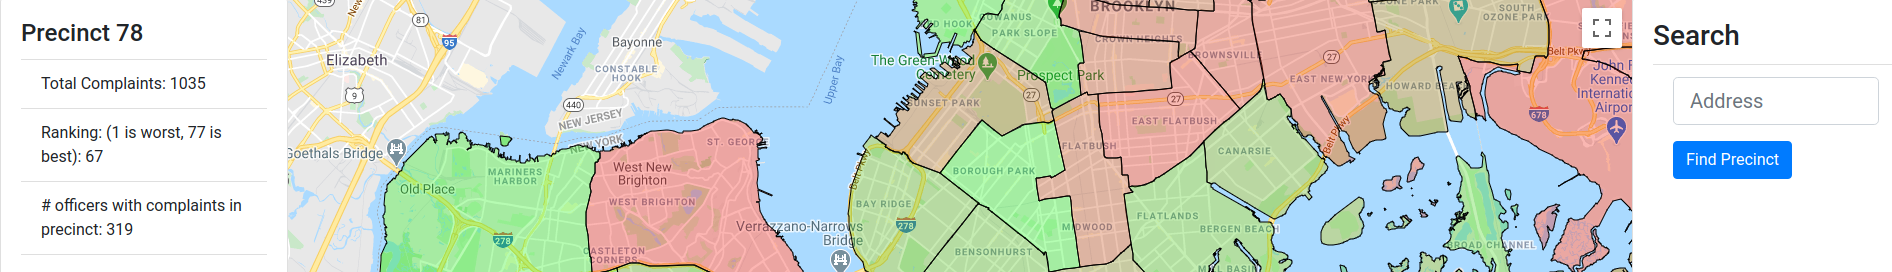 Precinct 78
Total Complaints: 1035
Ranking: (1 is worst, 77 is
best): 67
# officers with complaints in
precinct: 319
81
95
Elizabeth
9
Newark Bay
Bayonne
CONSTABLE
HOOK
440
NEW JERSEY
NEW YORK
Upper Bay
Goethals Bridge
MARINERS
HARBOR
Old Place
278
West New
Brighton
WEST BRIGHTON
CASTLETON
CORNERS
ST. GEORGE
Verrazzano-Narrows
Bridge
The Green-Wood
Cemetery
SUNSET PARK
GOWANUS
PARK SLOPE
Prospect Park
27
BROOKLYN
CROWN HEIGHTS
BROWNSVILLE
27
EAST FLATBUSH
27
EAST NEW YORK
FLATBUSH
BOROUGH PARK
Belt Pkwy
BAY RIDGE
278
BENSONHURST
MIDWOOD
FLATLANDS
BERGEN BEACH
MILL BASIN
CANARSIE
Belt Pkwy
HOWARD BEACH
OZONE PARK
SOUTH
OZONE PARK
Belt Pkwy
678
John F.
Kennedy
International
Airport
BROAD CHANNEL
Search
Address
Find Precinct